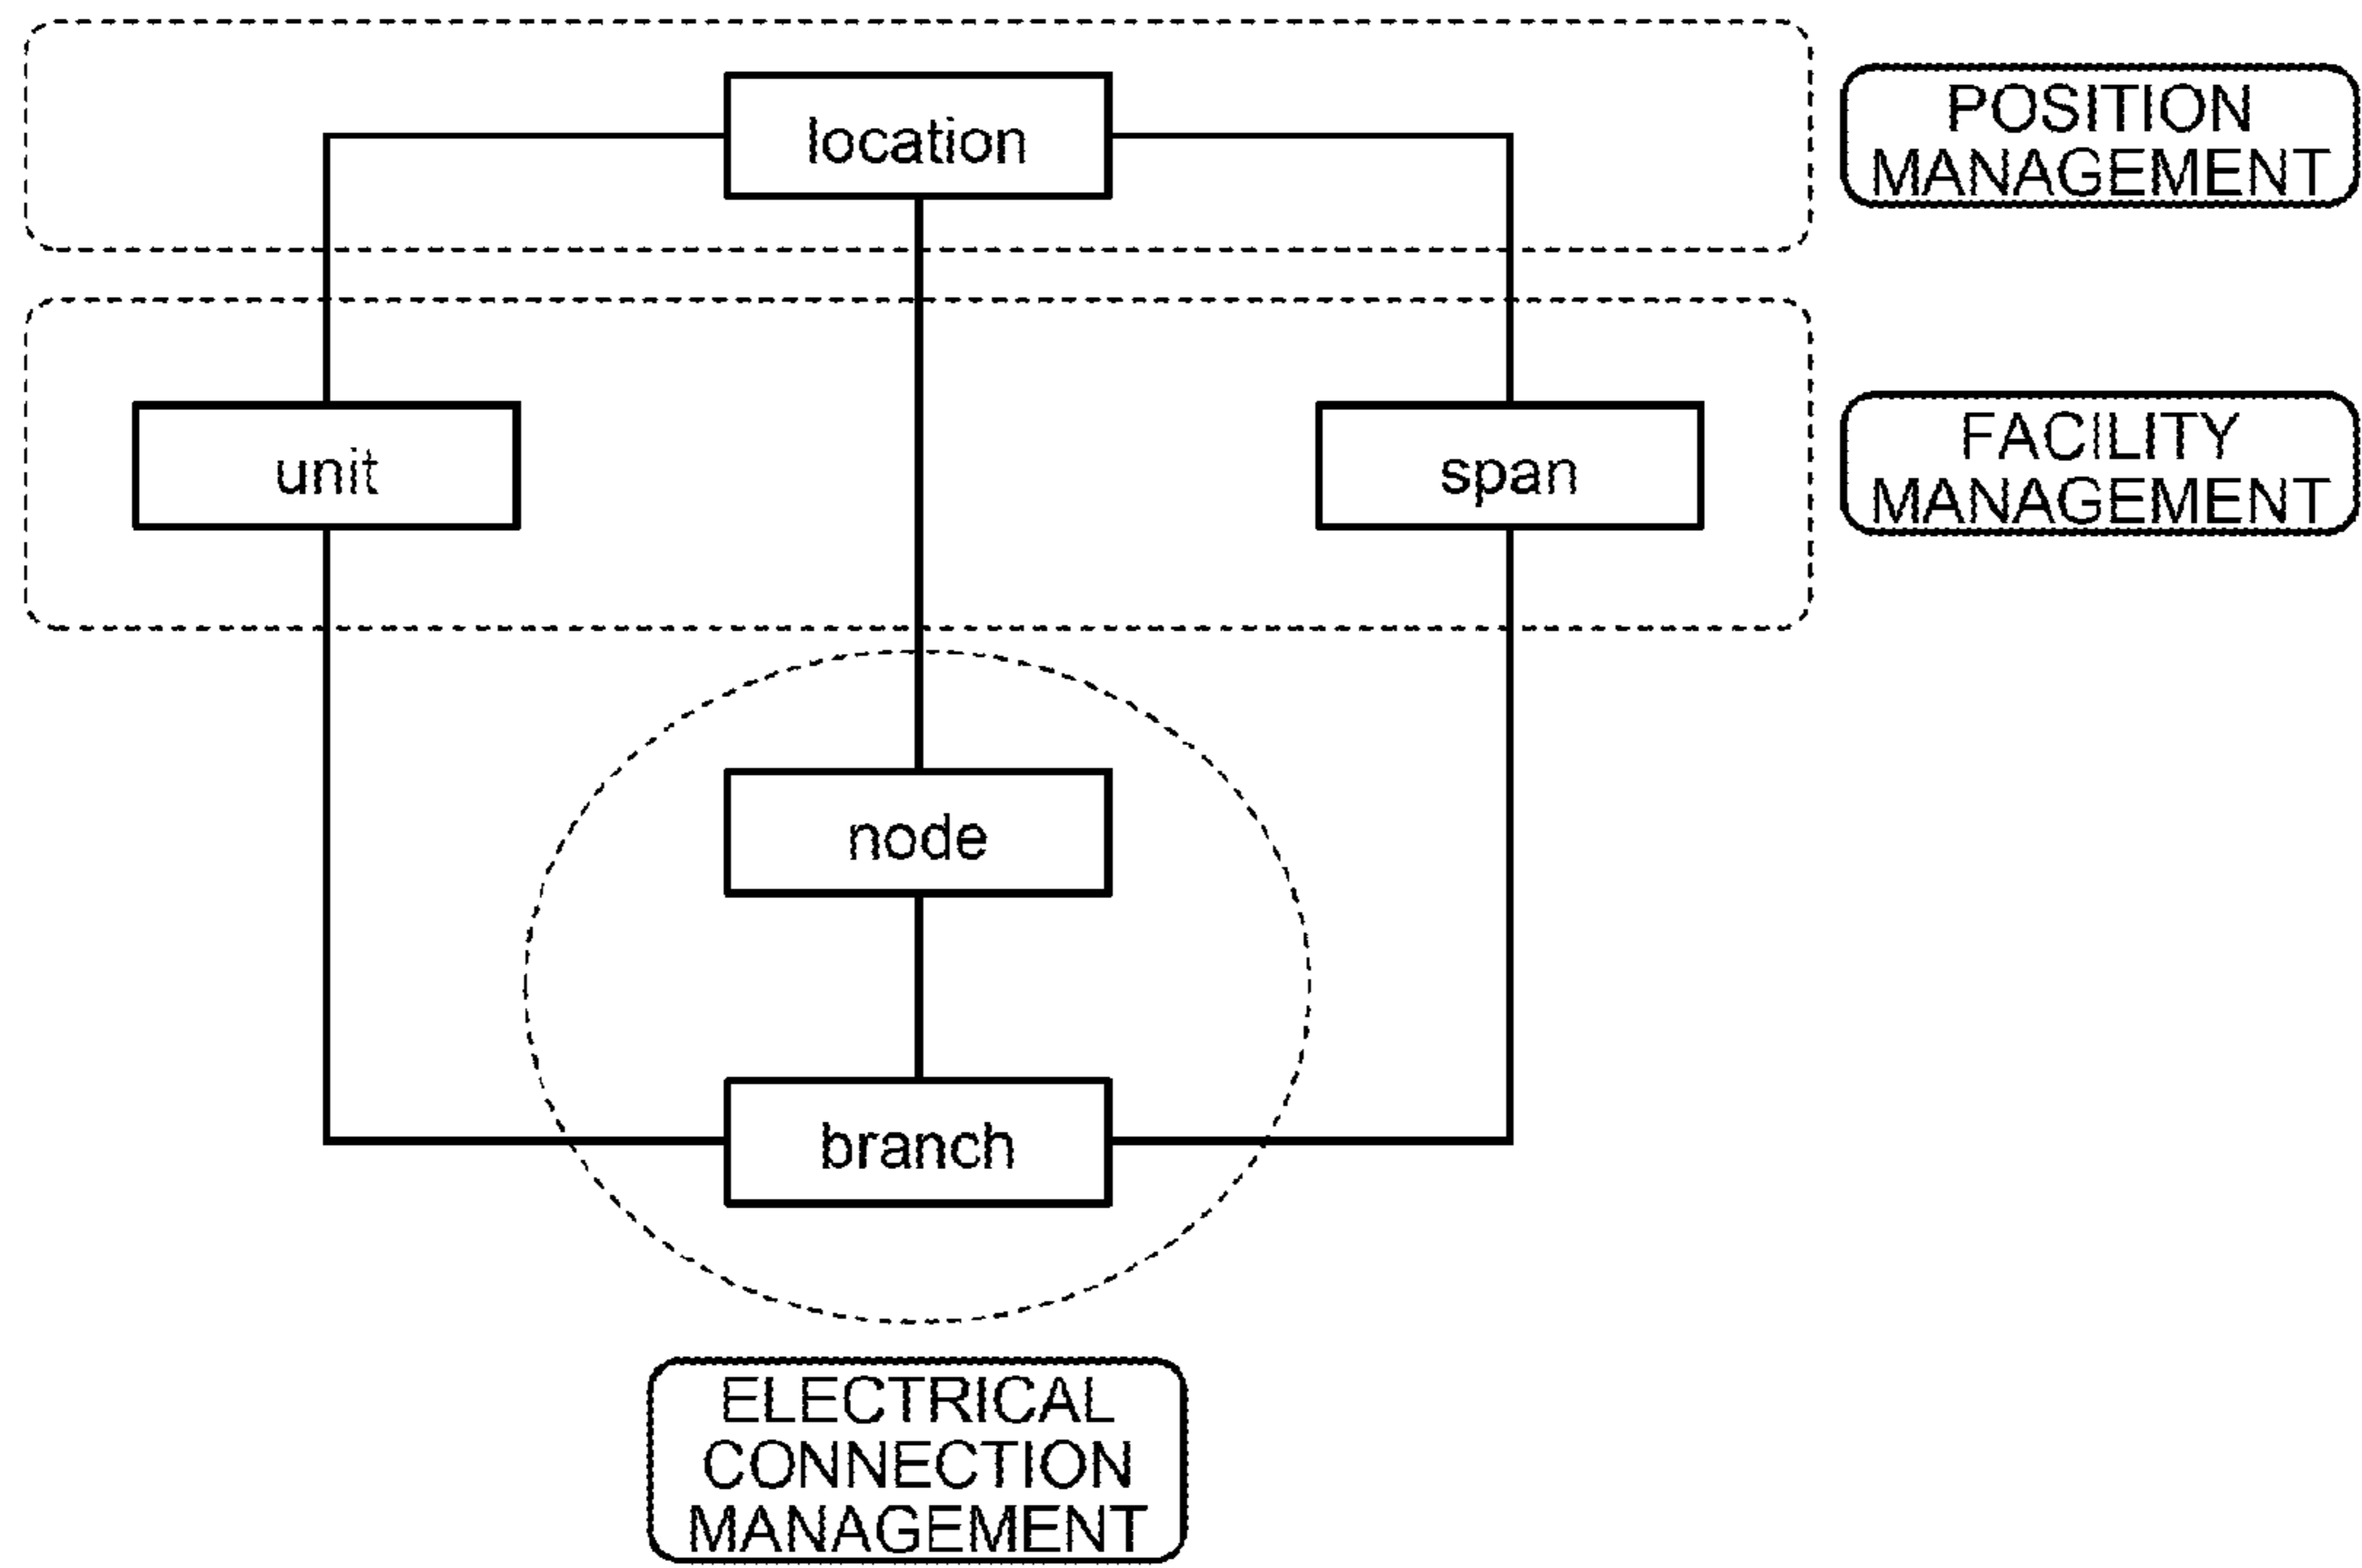 location
POSITION
MANAGEMENT
unit
span
FACILITY
MANAGEMENT
node
branch
ELECTRICAL
CONNECTION
MANAGEMENT